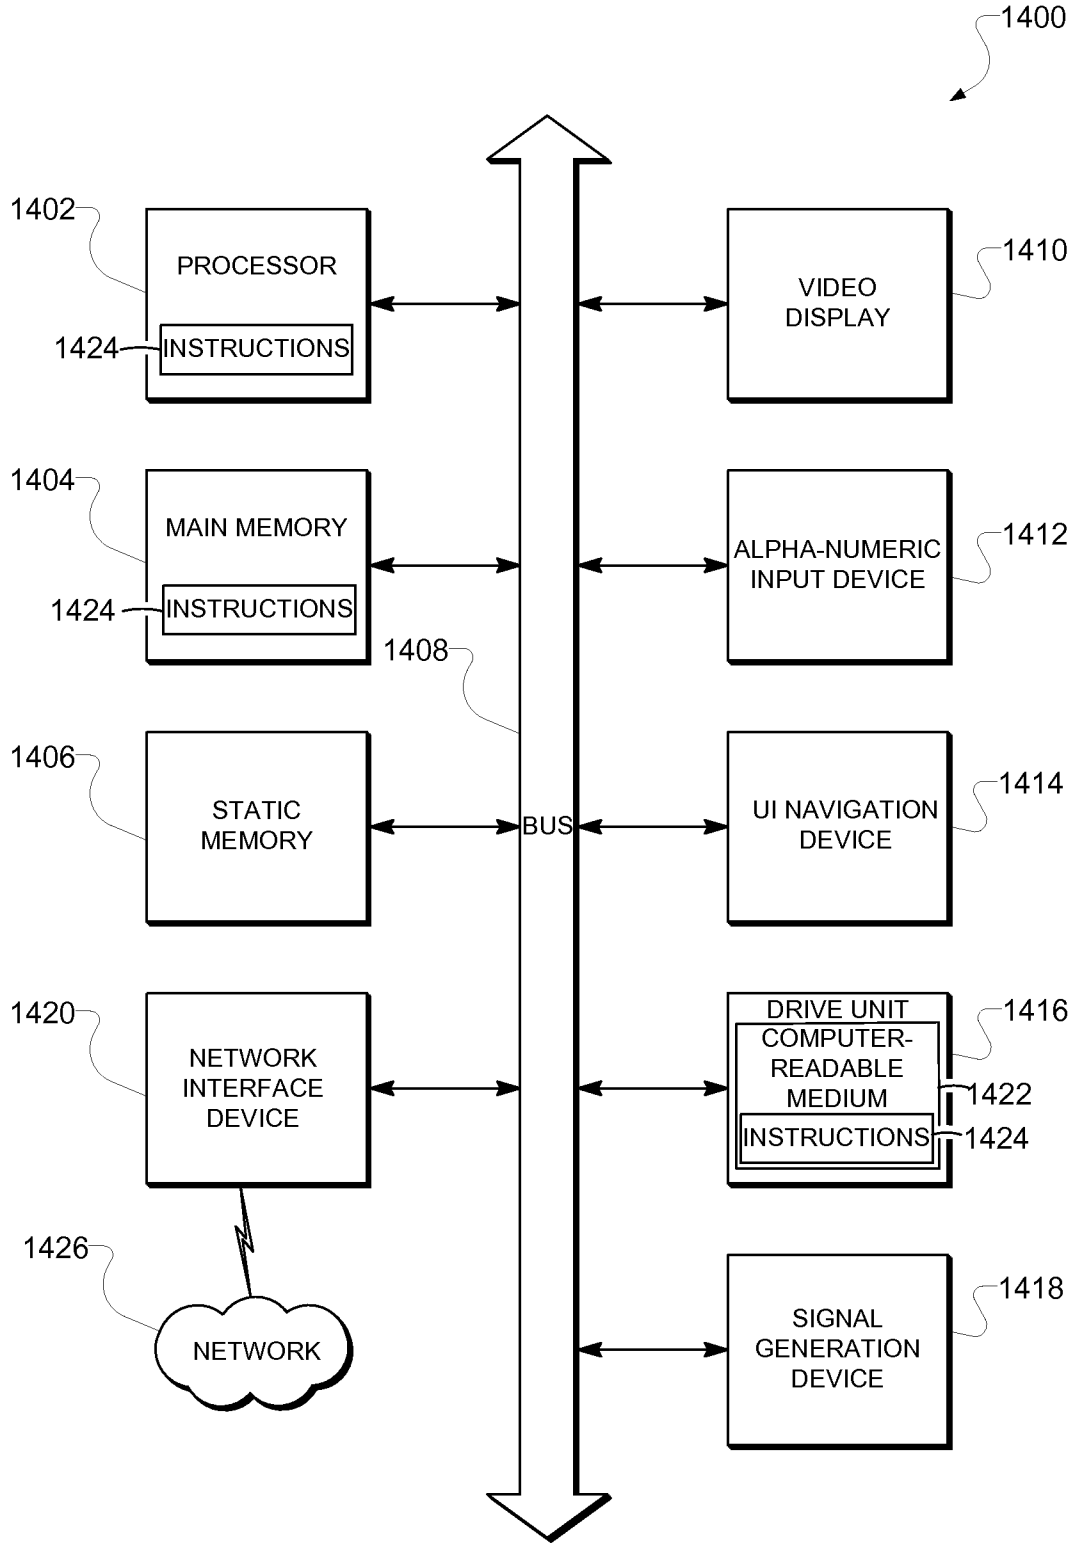 1400
1402
PROCESSOR
1424
INSTRUCTIONS
1410
VIDEO
DISPLAY
1404
MAIN MEMORY
1424
INSTRUCTIONS
1412
ALPHA-NUMERIC
INPUT DEVICE
1408
1406
STATIC
MEMORY
BUS
1414
UI NAVIGATION
DEVICE
1420
NETWORK
INTERFACE
DEVICE
1416
DRIVE UNIT
COMPUTER-
READABLE
MEDIUM
1422
INSTRUCTIONS
1424
1426
NETWORK
1418
SIGNAL
GENERATION
DEVICE